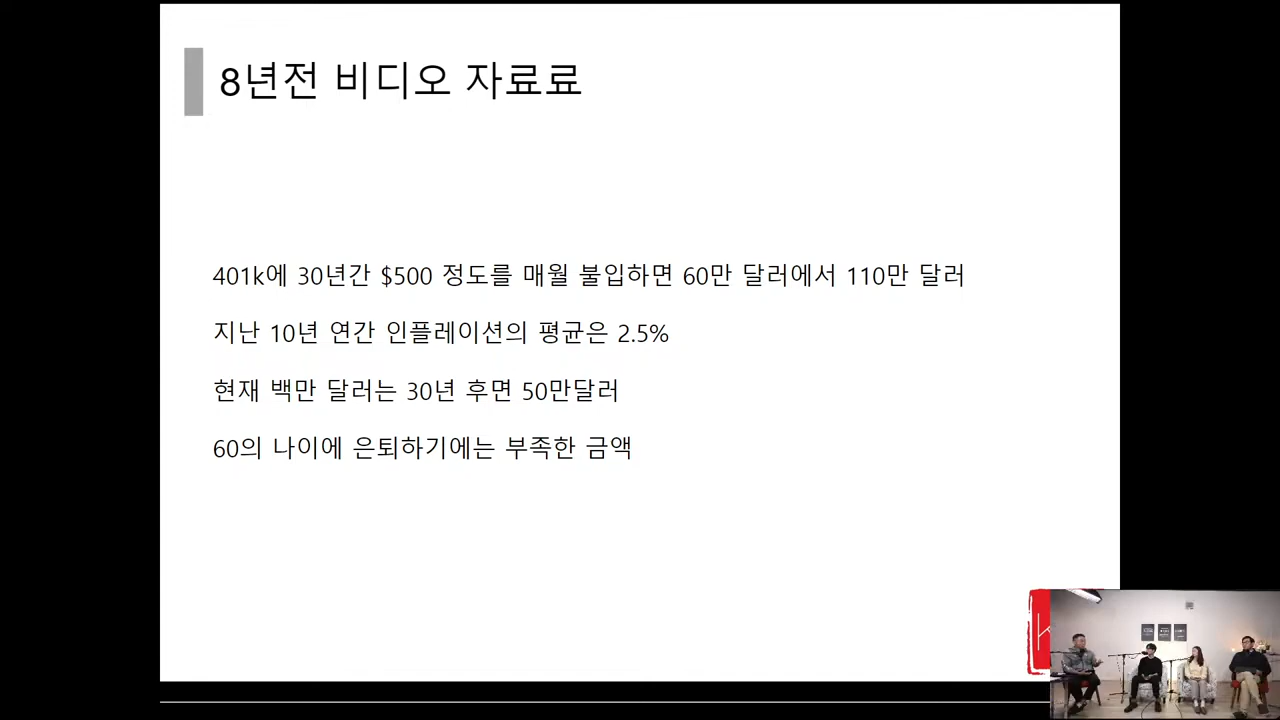 8년전 비디오 자료료
401k에 30년간 $500 정도를 매월 불입하면 60만 달러에서 110만 달러
지난 10년 연간 인플레이션의 평균은 2.5%
현재 백만 달러는 30년 후면 50만달러
60의 나이에 은퇴하기에는 부족한 금액